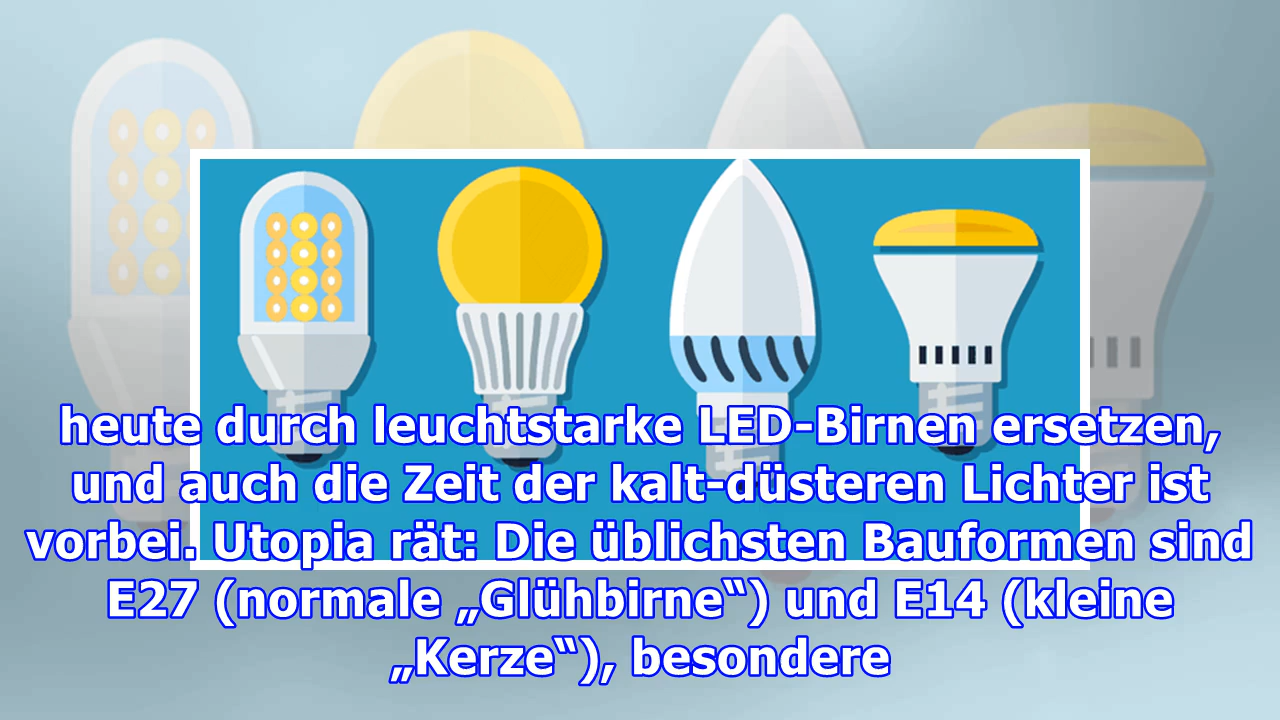 heute durch leuchtstarke LED-Birnen ersetzen,
und auch die Zeit der kalt-düsteren Lichter ist
vorbei. Utopia rät: Die üblichsten Bauformen sind
E27 (normale „Glühbirne“) und E14 (kleine
„Kerze“), besondere